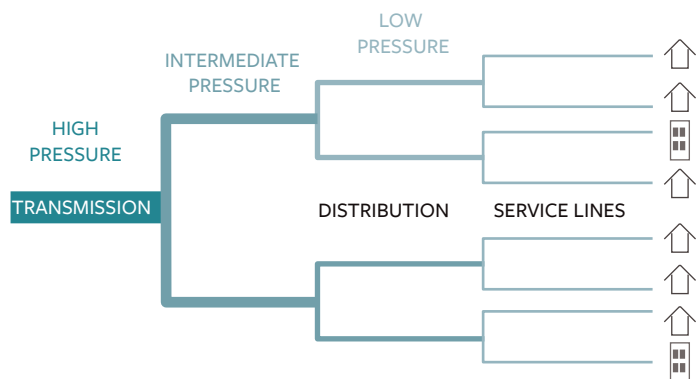 LOW
PRESSURE
INTERMEDIATE
PRESSURE
HIGH
PRESSURE
TRANSMISSION
DISTRIBUTION
SERVICE LINES